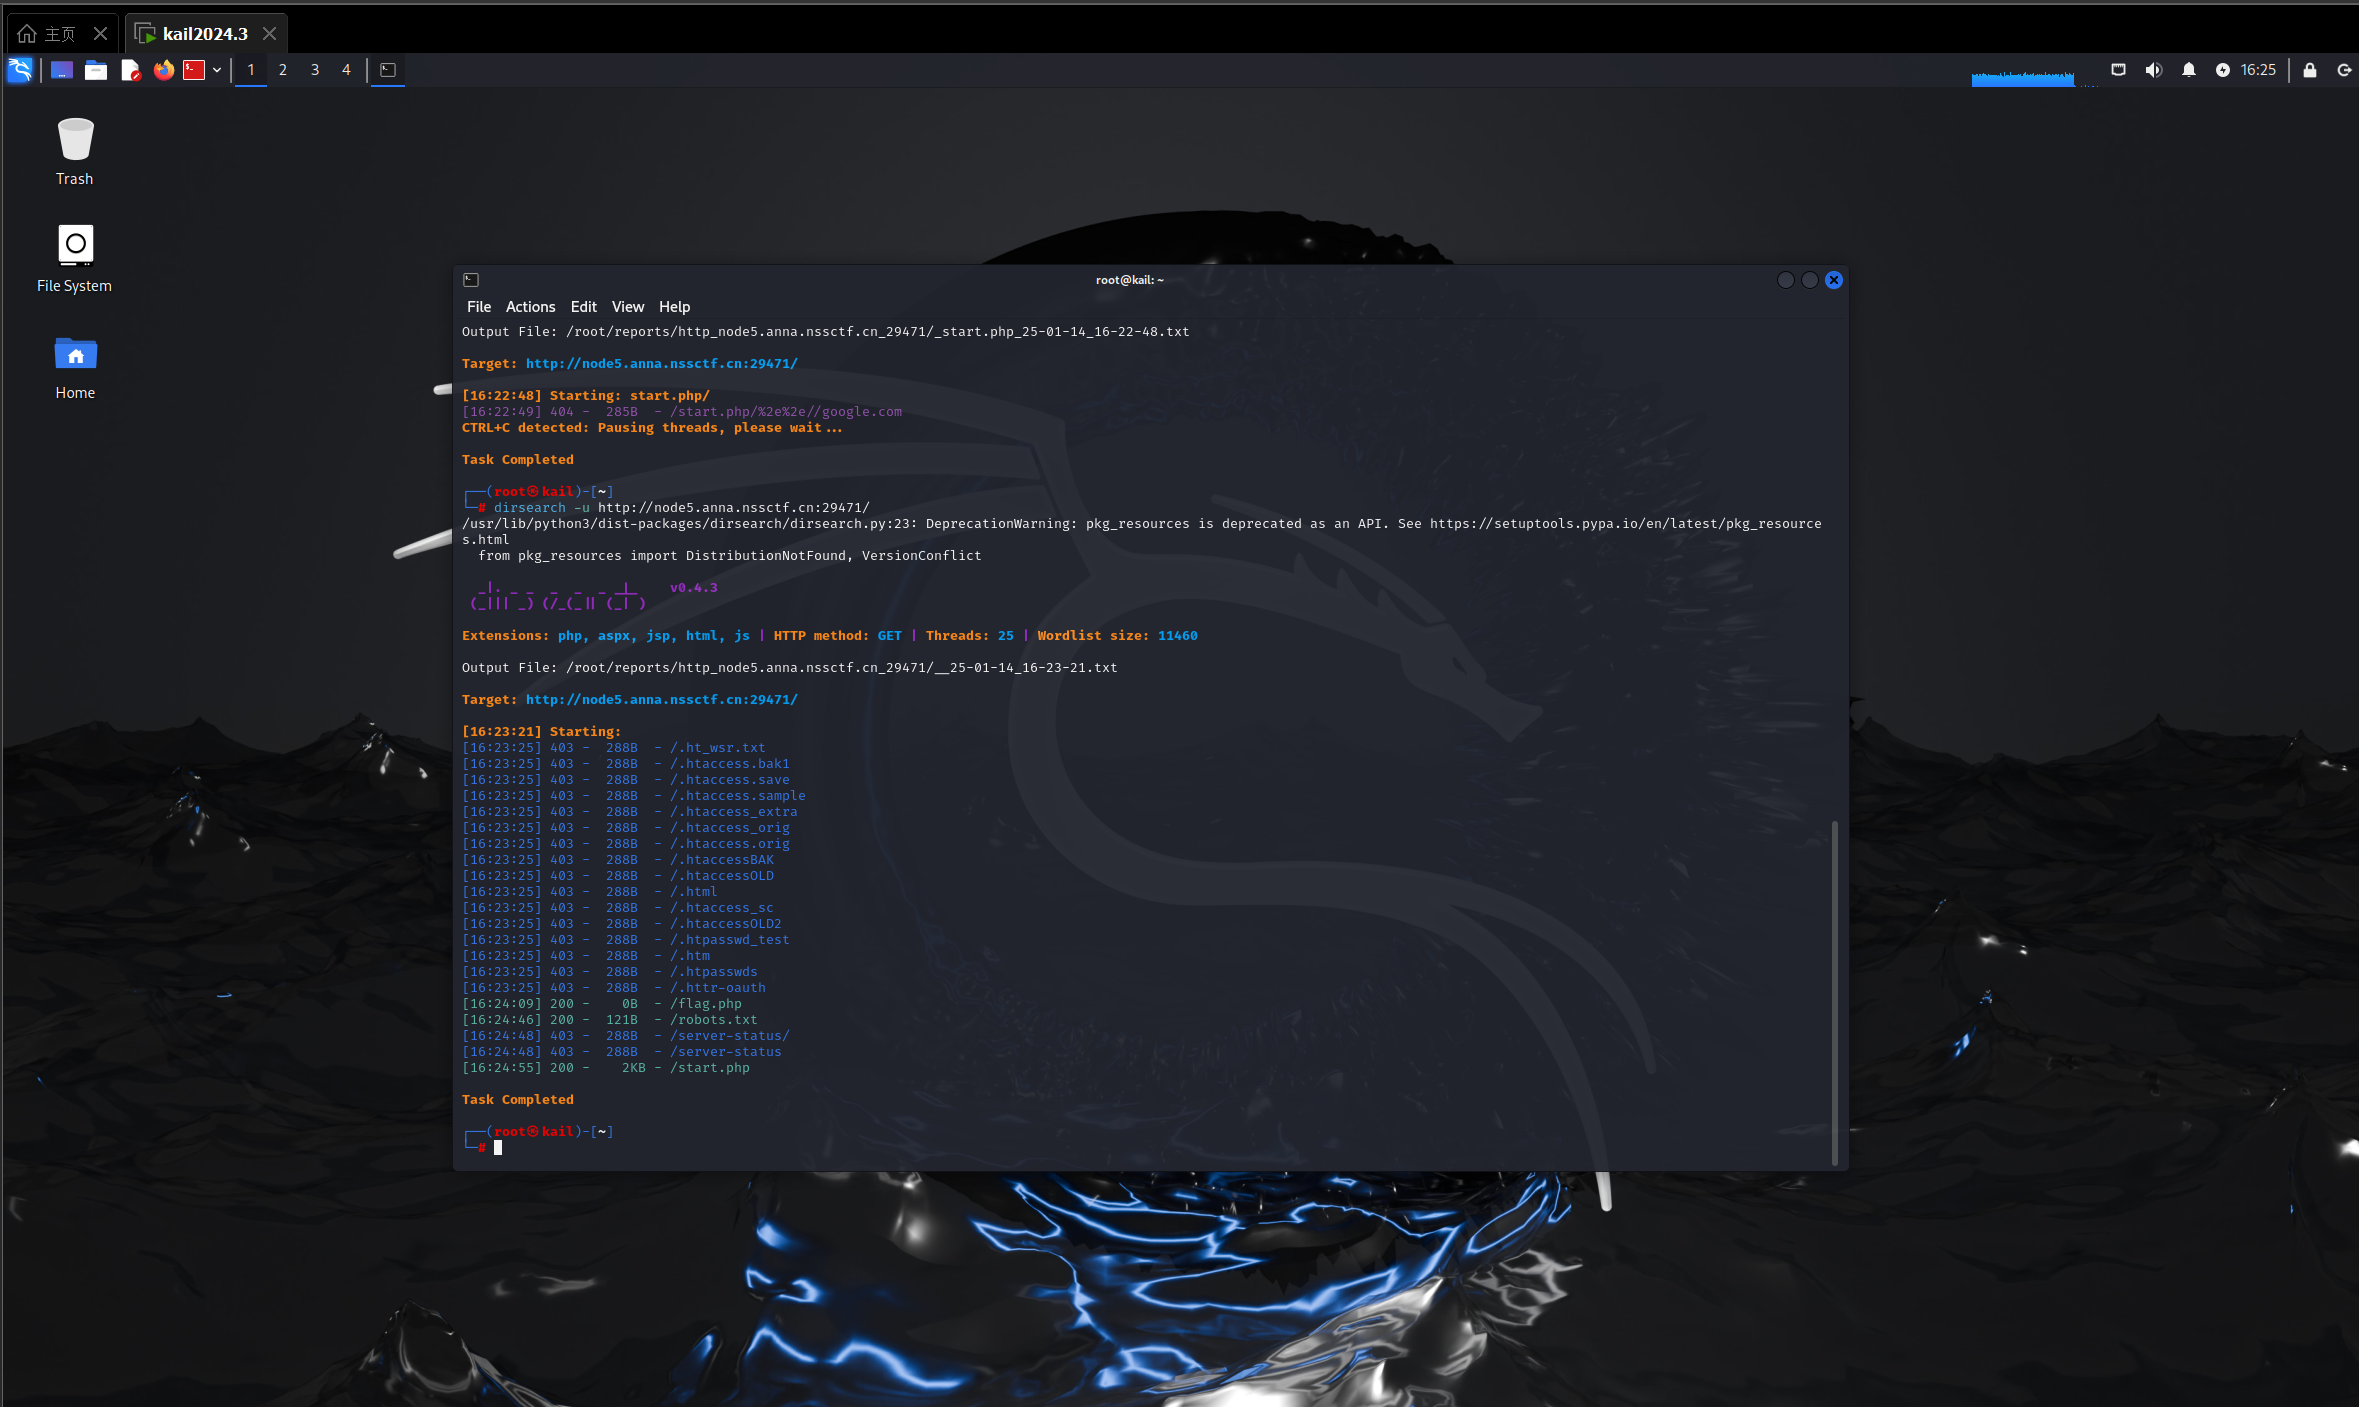 主页
kail2024.3
1 2 3 4
16:25
Trash
File System
Home
root@kail: ~
File Actions Edit View Help
Output File: /root/reports/http_node5.anna.nssctf.cn_29471/_start.php_25-01-14_16-22-48.txt
Target: http://node5.anna.nssctf.cn:29471/
[16:22:48] Starting: start.php/
[16:22:49] 404 -  285B  - /start.php/%2e%2e//google.com
CTRL+C detected: Pausing threads, please wait...
Task Completed
┌──(root㉿kail)-[~]
└─# dirsearch -u http://node5.anna.nssctf.cn:29471/
/usr/lib/python3/dist-packages/dirsearch/dirsearch.py:23: DeprecationWarning: pkg_resources is deprecated as an API. See https://setuptools.pypa.io/en/latest/pkg_resource
s.html
  from pkg_resources import DistributionNotFound, VersionConflict
  _|. _ _  _  _  _ _|_    v0.4.3
 (_||| _) (/_(_|| (_| )
Extensions: php, aspx, jsp, html, js | HTTP method: GET | Threads: 25 | Wordlist size: 11460
Output File: /root/reports/http_node5.anna.nssctf.cn_29471/__25-01-14_16-23-21.txt
Target: http://node5.anna.nssctf.cn:29471/
[16:23:21] Starting:
[16:23:25] 403 -  288B  - /.ht_wsr.txt
[16:23:25] 403 -  288B  - /.htaccess.bak1
[16:23:25] 403 -  288B  - /.htaccess.save
[16:23:25] 403 -  288B  - /.htaccess.sample
[16:23:25] 403 -  288B  - /.htaccess_extra
[16:23:25] 403 -  288B  - /.htaccess_orig
[16:23:25] 403 -  288B  - /.htaccess.orig
[16:23:25] 403 -  288B  - /.htaccessBAK
[16:23:25] 403 -  288B  - /.htaccessOLD
[16:23:25] 403 -  288B  - /.html
[16:23:25] 403 -  288B  - /.htaccess_sc
[16:23:25] 403 -  288B  - /.htaccessOLD2
[16:23:25] 403 -  288B  - /.htpasswd_test
[16:23:25] 403 -  288B  - /.htm
[16:23:25] 403 -  288B  - /.htpasswds
[16:23:25] 403 -  288B  - /.httr-oauth
[16:24:09] 200 -    0B  - /flag.php
[16:24:46] 200 -  121B  - /robots.txt
[16:24:48] 403 -  288B  - /server-status/
[16:24:48] 403 -  288B  - /server-status
[16:24:55] 200 -    2KB - /start.php
Task Completed
┌──(root㉿kail)-[~]
└─#